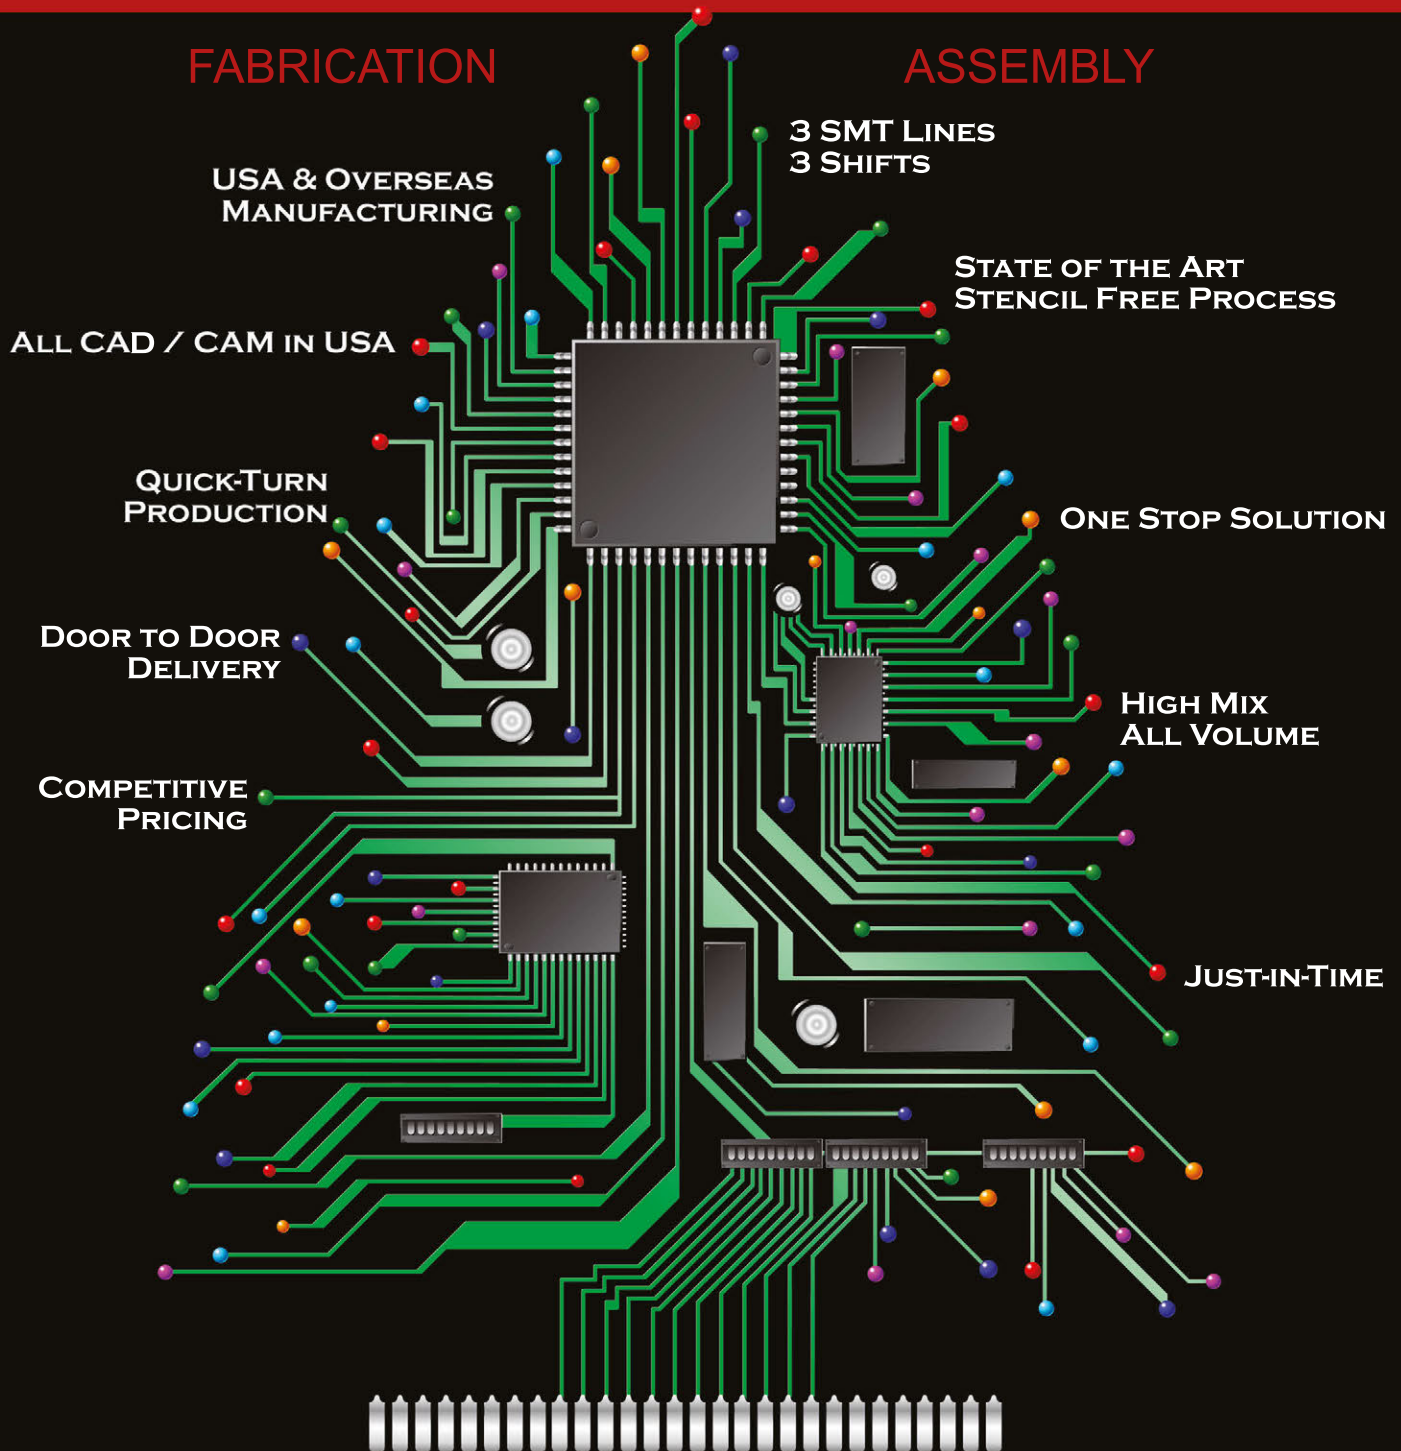 FABRICATION
USA & OVERSEAS
MANUFACTURING
ALL CAD / CAM IN USA
QUICK-TURN
PRODUCTION
DOOR TO DOOR
DELIVERY
COMPETITIVE
PRICING
ASSEMBLY
3 SMT LINES
3 SHIFTS
STATE OF THE ART
STENCIL FREE PROCESS
ONE STOP SOLUTION
HIGH MIX
ALL VOLUME
JUST-IN-TIME